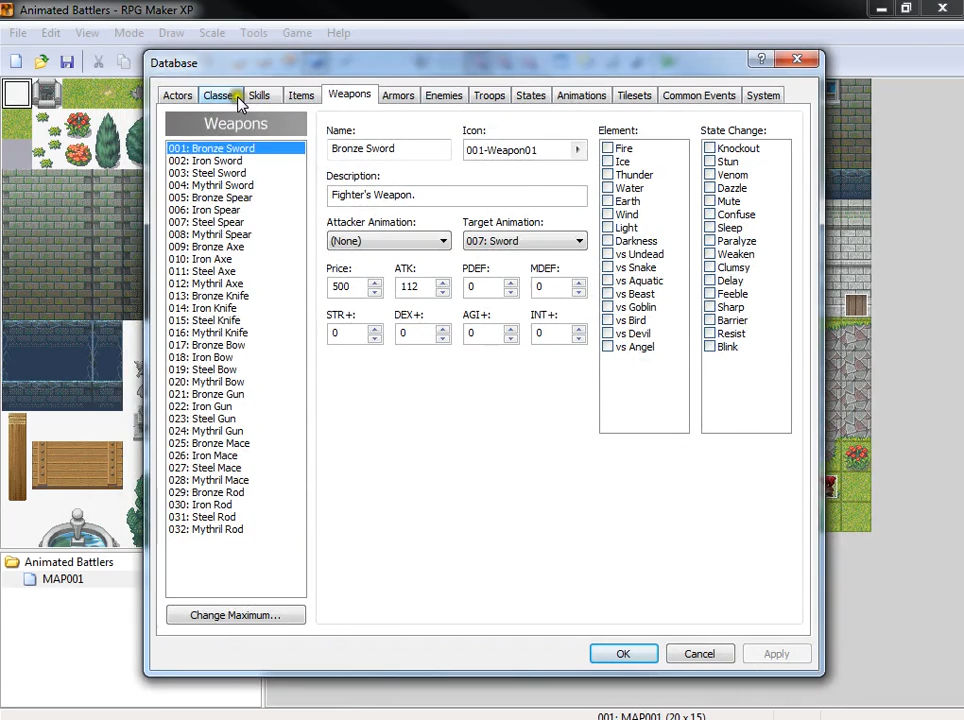 Animated Battlers - RPG Maker XP
File Edit View Mode Draw Scale Tools Game Help
Database
Actors Classe Skills Items Weapons Armors Enemies Troops States Animations Tilesets Common Events System
Weapons
001: Bronze Sword
002: Iron Sword
003: Steel Sword
004: Mythril Sword
005: Bronze Spear
006: Iron Spear
007: Steel Spear
008: Mythril Spear
009: Bronze Axe
010: Iron Axe
011: Steel Axe
012: Mythril Axe
013: Bronze Knife
014: Iron Knife
015: Steel Knife
016: Mythril Knife
017: Bronze Bow
018: Iron Bow
019: Steel Bow
020: Mythril Bow
021: Bronze Gun
022: Iron Gun
023: Steel Gun
024: Mythril Gun
025: Bronze Mace
026: Iron Mace
027: Steel Mace
028: Mythril Mace
029: Bronze Rod
030: Iron Rod
031: Steel Rod
032: Mythril Rod
Change Maximum...
Name: Icon:
Bronze Sword 001-Weapon01
Description:
Fighter's Weapon.
Attacker Animation: Target Animation:
(None) 007: Sword
Price: ATK: PDEF: MDEF:
500 112 0 0
STR+: DEX+: AGI+: INT+:
0 0 0 0
Element:
Fire
Ice
Thunder
Water
Earth
Wind
Light
Darkness
vs Undead
vs Snake
vs Aquatic
vs Beast
vs Goblin
vs Bird
vs Devil
vs Angel
State Change:
Knockout
Stun
Venom
Dazzle
Mute
Confuse
Sleep
Paralyze
Weaken
Clumsy
Delay
Feeble
Sharp
Barrier
Resist
Blink
OK Cancel Apply
Animated Battlers
MAP001
001: MAP001 (20 x 15)